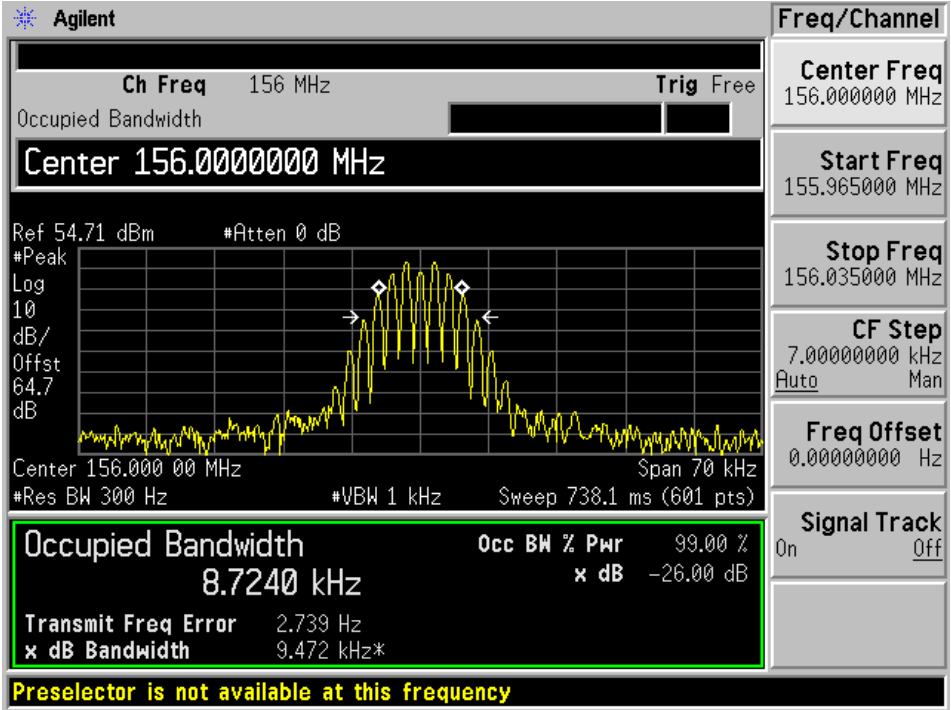 Agilent
Freq/Channel
Ch Freq 156 MHz Trig Free
Occupied Bandwidth
Center 156.0000000 MHz
Ref 54.71 dBm #Atten 0 dB
#Peak
Log
10
dB/
Offst
64.7
dB
Center 156.000 00 MHz Span 70 kHz
#Res BW 300 Hz #VBW 1 kHz Sweep 738.1 ms (601 pts)
Occupied Bandwidth
8.7240 kHz
Occ BW % Pwr 99.00 %
x dB -26.00 dB
Transmit Freq Error 2.739 Hz
x dB Bandwidth 9.472 kHz*
Center Freq
156.000000 MHz
Start Freq
155.965000 MHz
Stop Freq
156.035000 MHz
CF Step
7.00000000 kHz
Auto Man
Freq Offset
0.00000000 Hz
Signal Track
On Off
Preselector is not available at this frequency